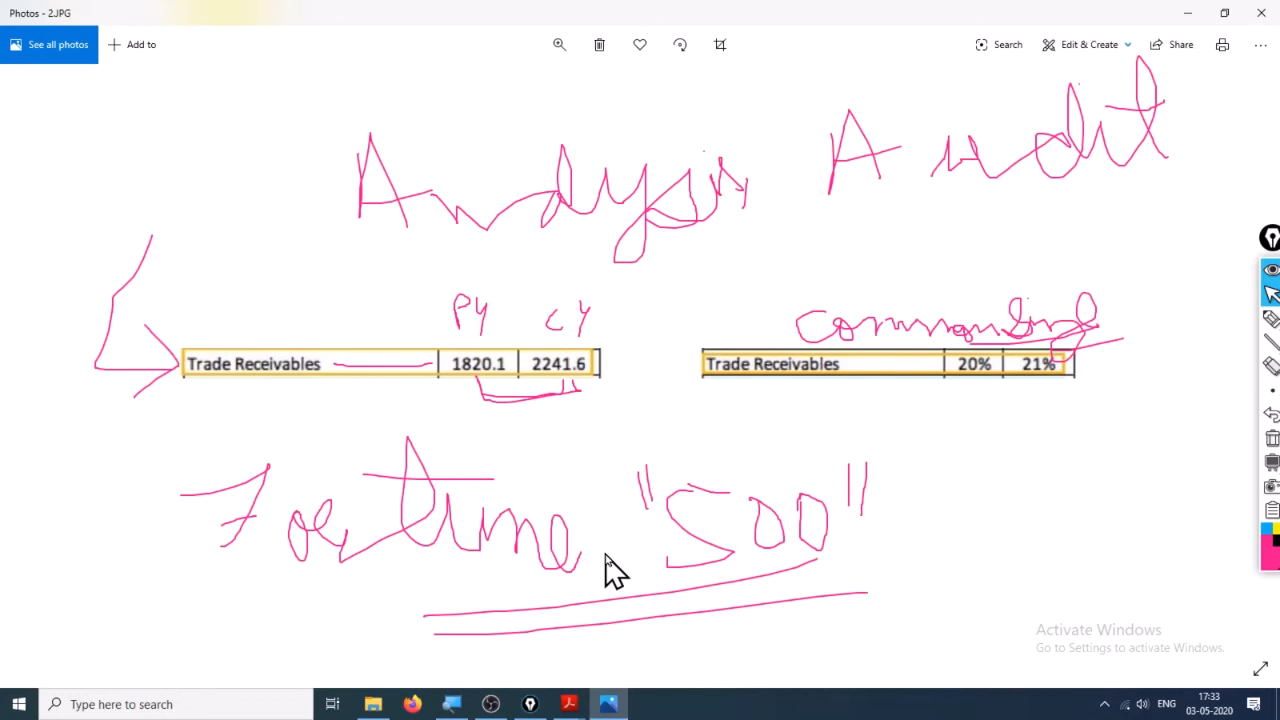 Photos - 2.JPG
See all photos
Add to
Search
Edit & Create
Share
Analysis
Audit
PY
CY
Common Size
Trade Receivables 1820.1 2241.6
Trade Receivables 20% 21%
Fortune "500"
Activate Windows
Go to Settings to activate Windows.
Type here to search
ENG
17:33
03-05-2020